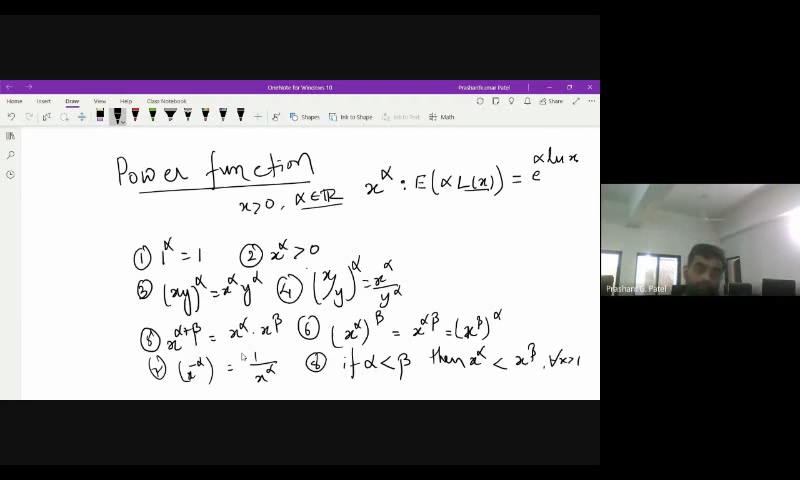 OneNote for Windows 10
Prashantkumar Patel
Home Insert Draw View Help Class Notebook
Share
Shapes Ink to Shape Ink to Text Math
Power function
x>0, α∈ℝ x^α : E(α L(x)) = e^(α ln x)
① 1^α = 1 ② x^α > 0
③ (xy)^α = x^α y^α ④ (x/y)^α = x^α/y^α
⑤ x^(α+β) = x^α · x^β ⑥ (x^α)^β = x^(αβ) = (x^β)^α
⑦ (x^-α) = 1/x^α ⑧ if α < β then x^α < x^β, ∀x>1
Prashant G. Patel